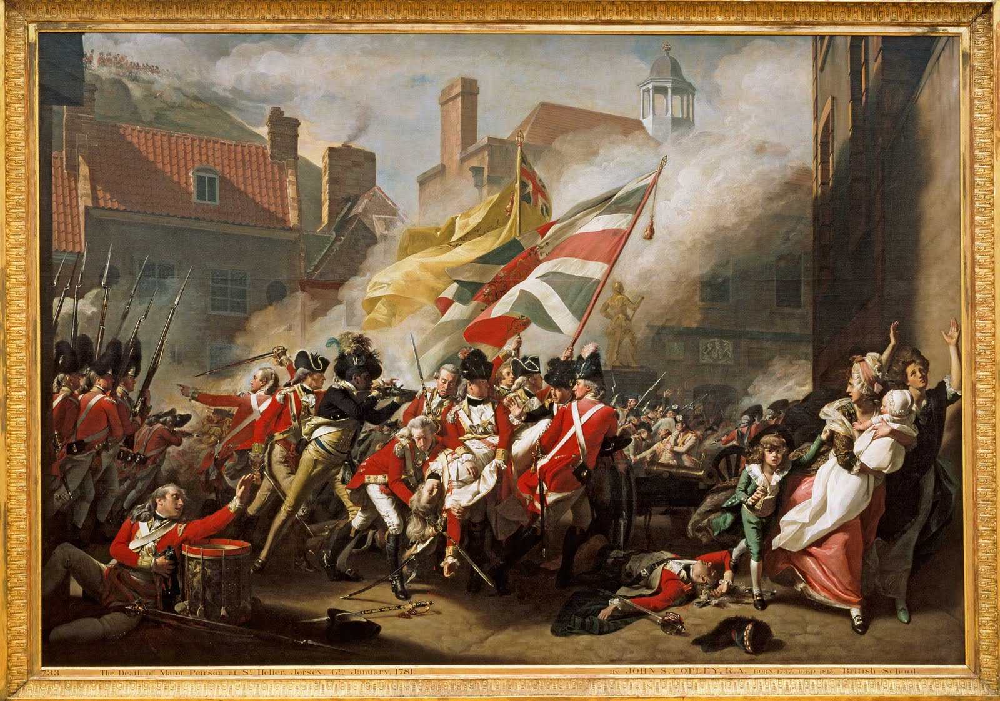 733. The Death of Major Peirson at St Helier, Jersey, 6th January, 1781. By JOHN S. COPLEY, R.A. BORN 1737, DIED 1815. British School